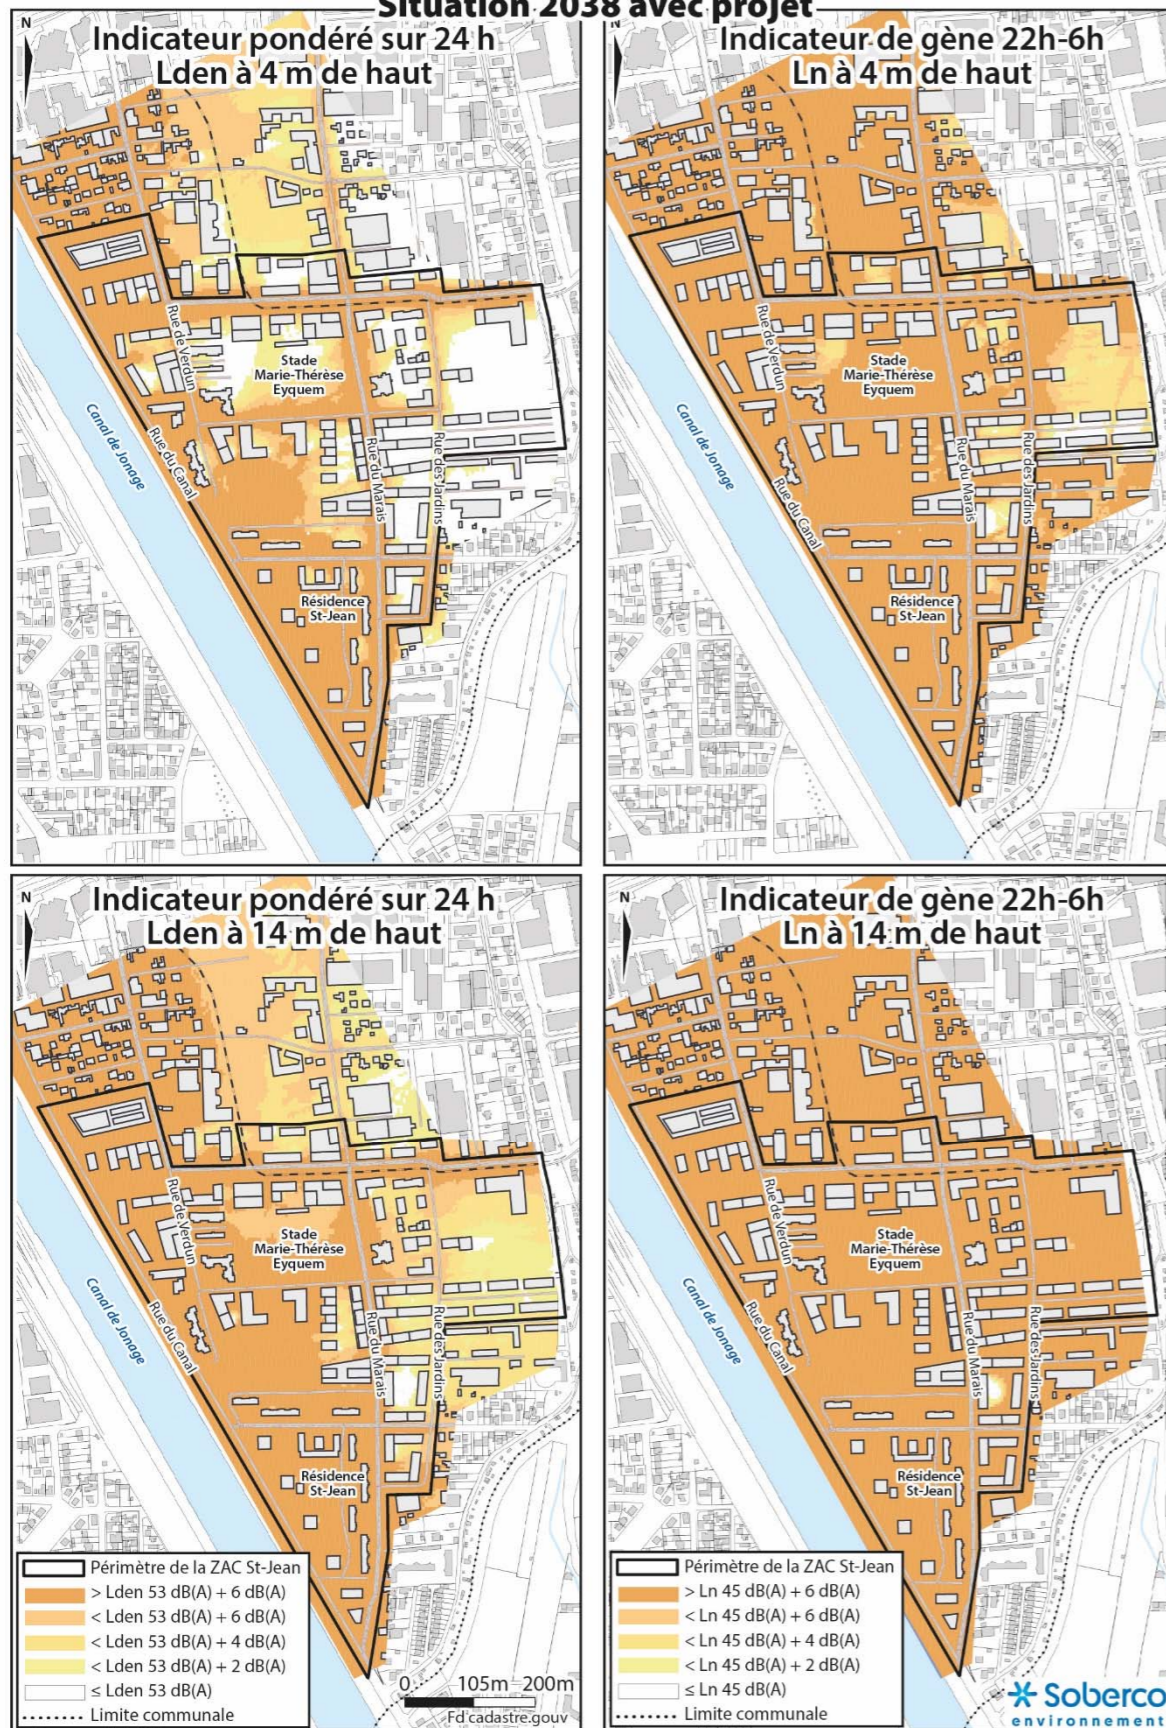 Situation 2038 avec projet
N
Indicateur pondéré sur 24 h
Lden à 4 m de haut
Rue de Verdun
Stade
Marie-Thérèse
Eyquem
Canal de Jonage
Rue du Canal
Rue du Marais
Rue des Jardins
Résidence
St-Jean
N
Indicateur de gène 22h-6h
Ln à 4 m de haut
Rue de Verdun
Stade
Marie-Thérèse
Eyquem
Canal de Jonage
Rue du Canal
Rue du Marais
Rue des Jardins
Résidence
St-Jean
N
Indicateur pondéré sur 24 h
Lden à 14 m de haut
Rue de Verdun
Stade
Marie-Thérèse
Eyquem
Canal de Jonage
Rue du Canal
Rue du Marais
Rue des Jardins
Résidence
St-Jean
Périmètre de la ZAC St-Jean
> Lden 53 dB(A) + 6 dB(A)
< Lden 53 dB(A) + 6 dB(A)
< Lden 53 dB(A) + 4 dB(A)
< Lden 53 dB(A) + 2 dB(A)
≤ Lden 53 dB(A)
Limite communale
0 105m 200m
Fd cadastre.gouv
N
Indicateur de gène 22h-6h
Ln à 14 m de haut
Rue de Verdun
Stade
Marie-Thérèse
Eyquem
Canal de Jonage
Rue du Canal
Rue du Marais
Rue des Jardins
Résidence
St-Jean
Périmètre de la ZAC St-Jean
> Ln 45 dB(A) + 6 dB(A)
< Ln 45 dB(A) + 6 dB(A)
< Ln 45 dB(A) + 4 dB(A)
< Ln 45 dB(A) + 2 dB(A)
≤ Ln 45 dB(A)
Limite communale
Soberco
environnement